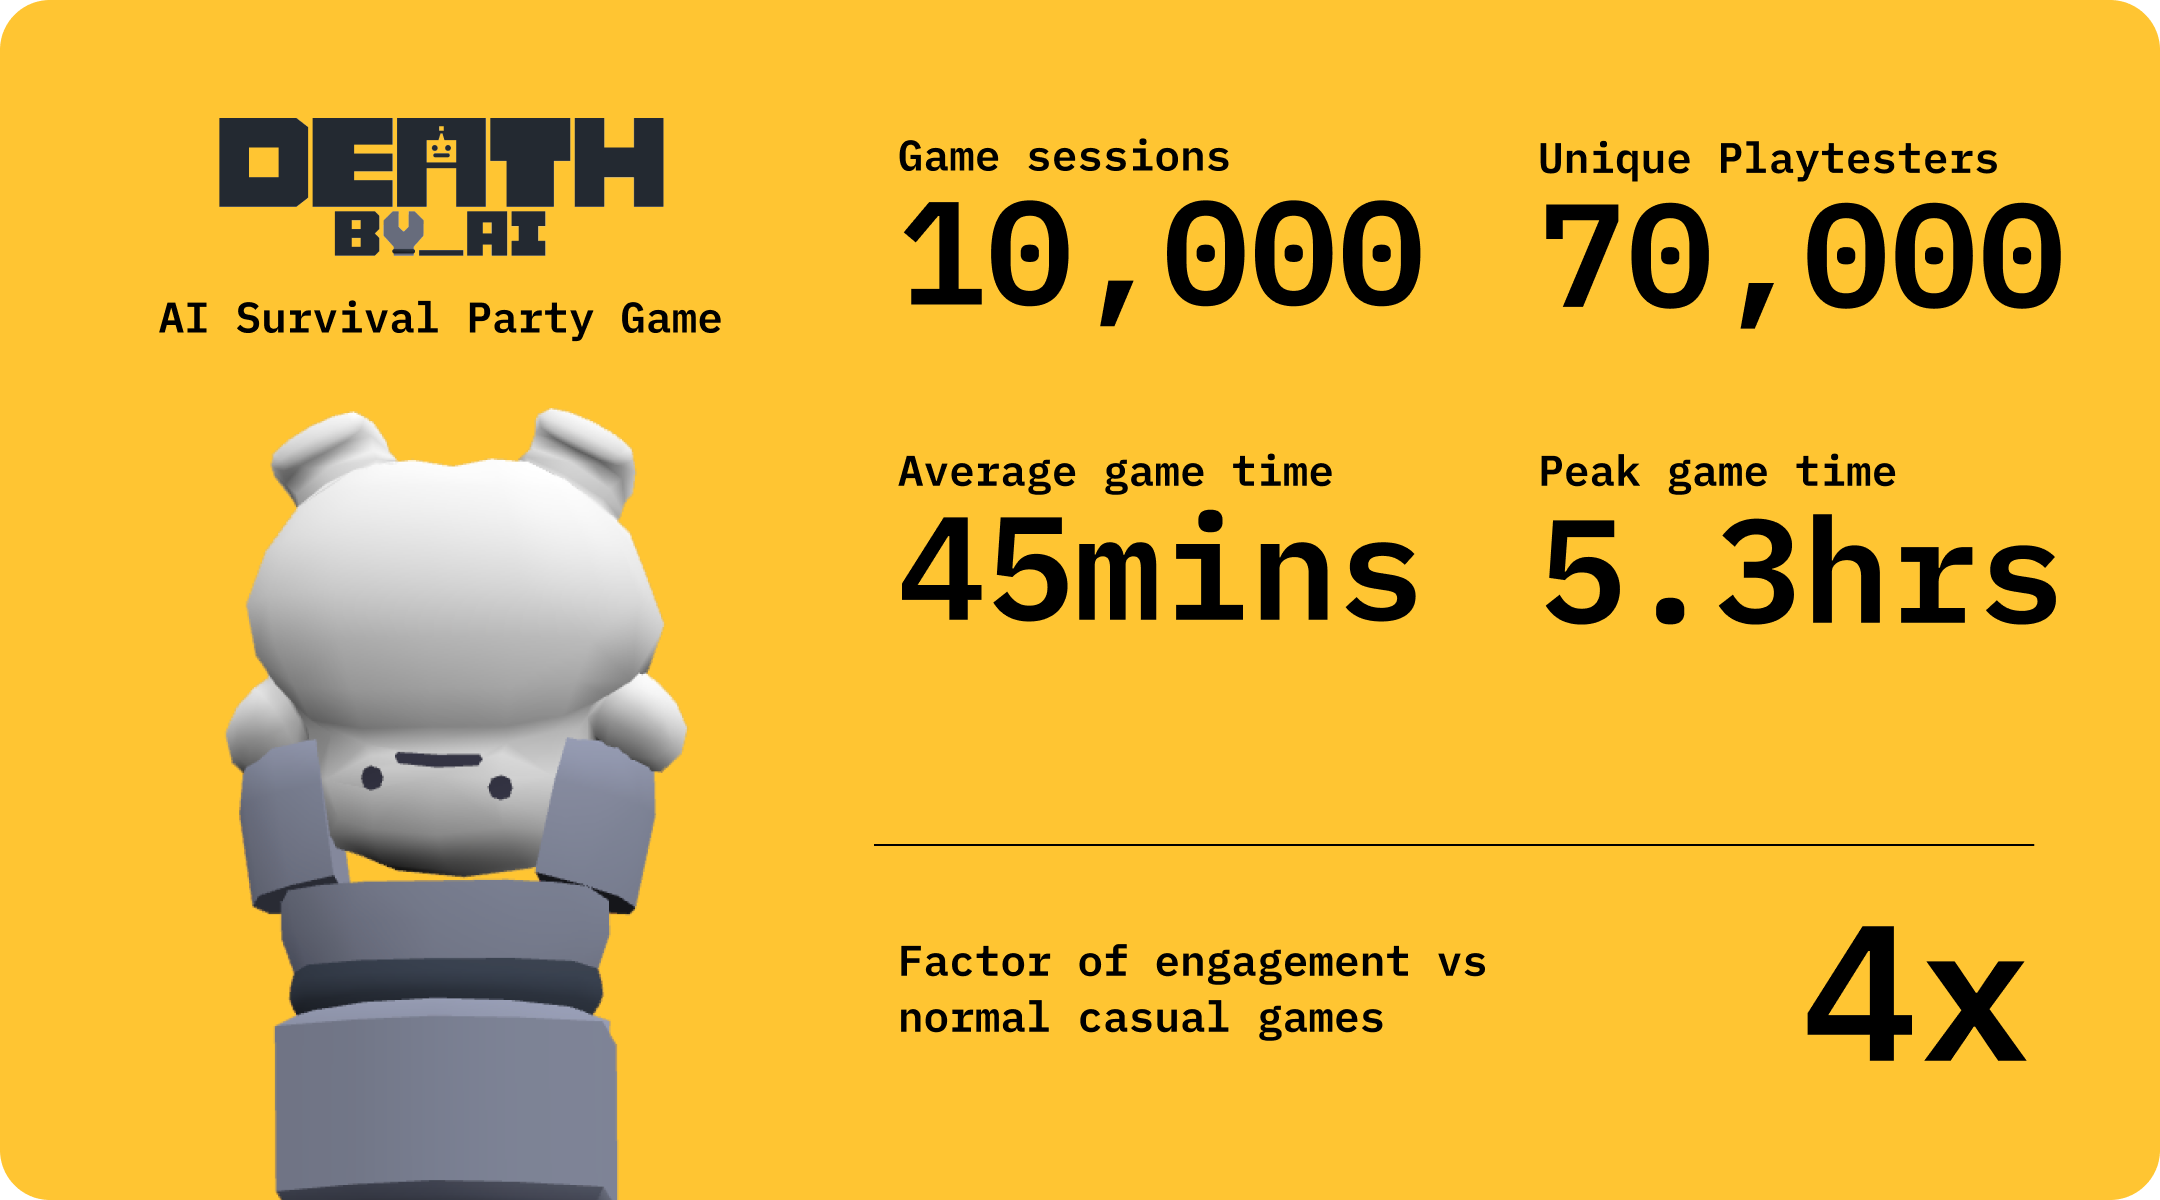 DEATH
BY_AI
AI Survival Party Game
Game sessions
10,000
Unique Playtesters
70,000
Average game time
45mins
Peak game time
5.3hrs
Factor of engagement vs
normal casual games
4x